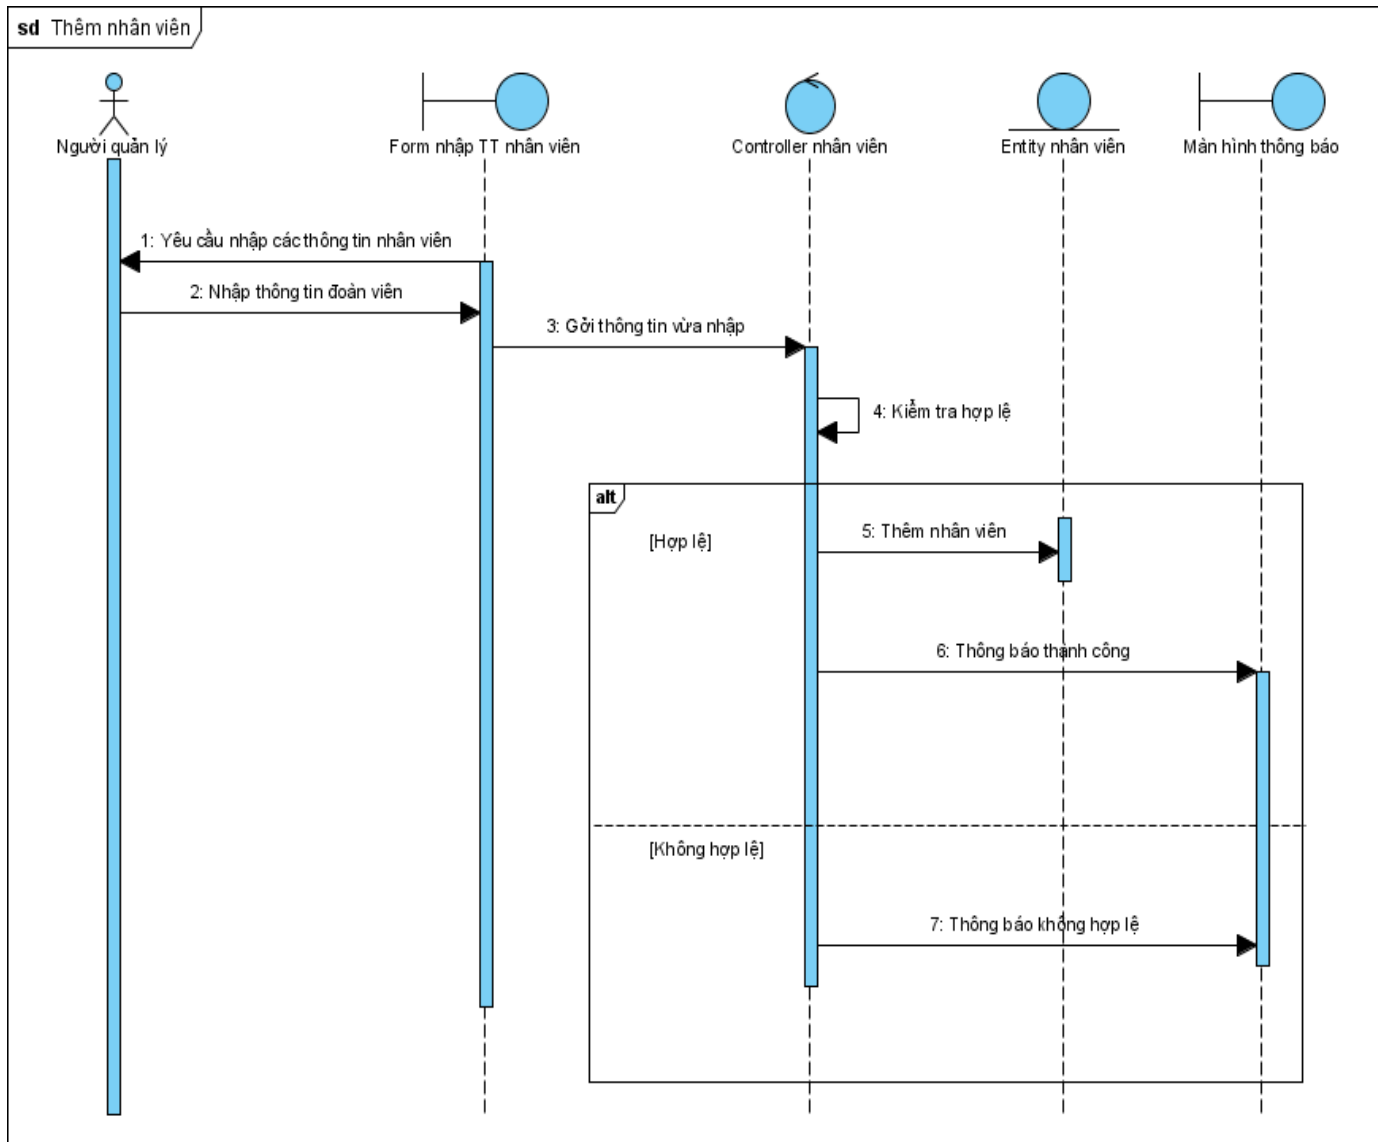 sd Thêm nhân viên
Người quản lý
Form nhập TT nhân viên
Controller nhân viên
Entity nhân viên
Màn hình thông báo
1: Yêu cầu nhập các thông tin nhân viên
2: Nhập thông tin đoàn viên
3: Gởi thông tin vừa nhập
4: Kiểm tra hợp lệ
alt
[Hợp lệ]
5: Thêm nhân viên
6: Thông báo thành công
[Không hợp lệ]
7: Thông báo không hợp lệ